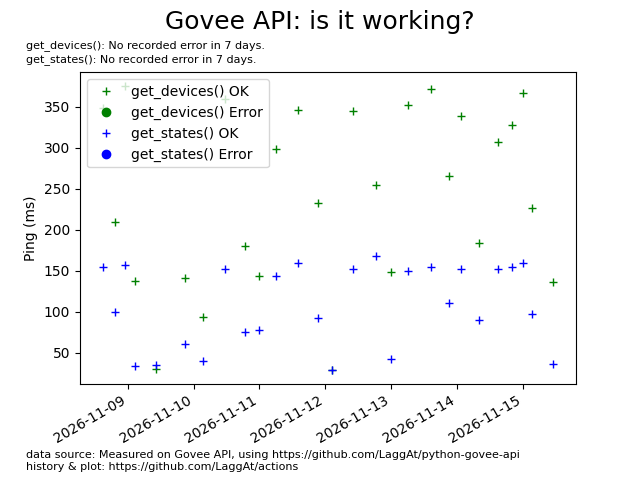 Govee API: is it working?
get_devices(): No recorded error in 7 days.
get_states(): No recorded error in 7 days.
get_devices() OK
get_devices() Error
get_states() OK
get_states() Error
Ping (ms)
350
300
250
200
150
100
50
2026-11-09
2026-11-10
2026-11-11
2026-11-12
2026-11-13
2026-11-14
2026-11-15
data source: Measured on Govee API, using https://github.com/LaggAt/python-govee-api
history & plot: https://github.com/LaggAt/actions